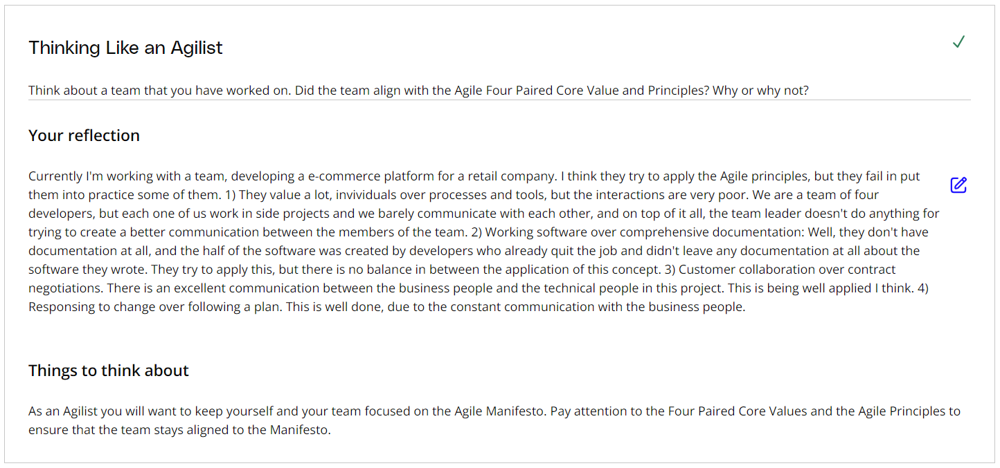 Thinking Like an Agilist
Think about a team that you have worked on. Did the team align with the Agile Four Paired Core Value and Principles? Why or why not?
Your reflection
Currently I'm working with a team, developing a e-commerce platform for a retail company. I think they try to apply the Agile principles, but they fail in put
them into practice some of them. 1) They value a lot, invividuals over processes and tools, but the interactions are very poor. We are a team of four
developers, but each one of us work in side projects and we barely communicate with each other, and on top of it all, the team leader doesn't do anything for
trying to create a better communication between the members of the team. 2) Working software over comprehensive documentation: Well, they don't have
documentation at all, and the half of the software was created by developers who already quit the job and didn't leave any documentation at all about the
software they wrote. They try to apply this, but there is no balance in between the application of this concept. 3) Customer collaboration over contract
negotiations. There is an excellent communication between the business people and the technical people in this project. This is being well applied I think. 4)
Responsing to change over following a plan. This is well done, due to the constant communication with the business people.
Things to think about
As an Agilist you will want to keep yourself and your team focused on the Agile Manifesto. Pay attention to the Four Paired Core Values and the Agile Principles to
ensure that the team stays aligned to the Manifesto.